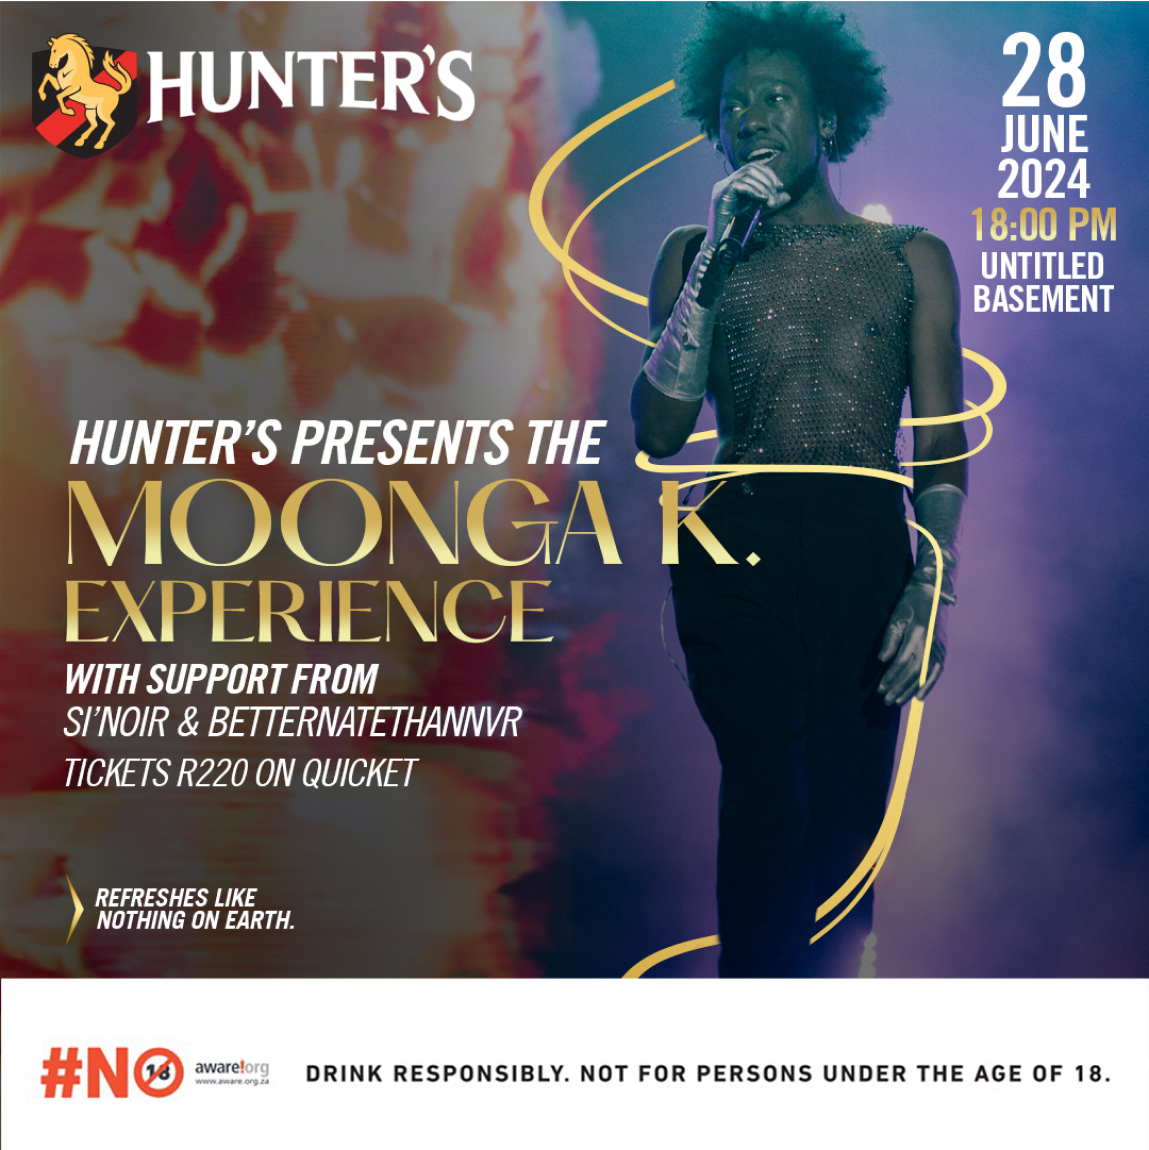 HUNTER'S
28
JUNE
2024
18:00 PM
UNTITLED
BASEMENT
HUNTER'S PRESENTS THE
MOONGA K.
EXPERIENCE
WITH SUPPORT FROM
SI'NOIR & BETTERNATETHANNVR
TICKETS R220 ON QUICKET
REFRESHES LIKE
NOTHING ON EARTH.
#NO 18
aware!org
www.aware.org.za
DRINK RESPONSIBLY. NOT FOR PERSONS UNDER THE AGE OF 18.